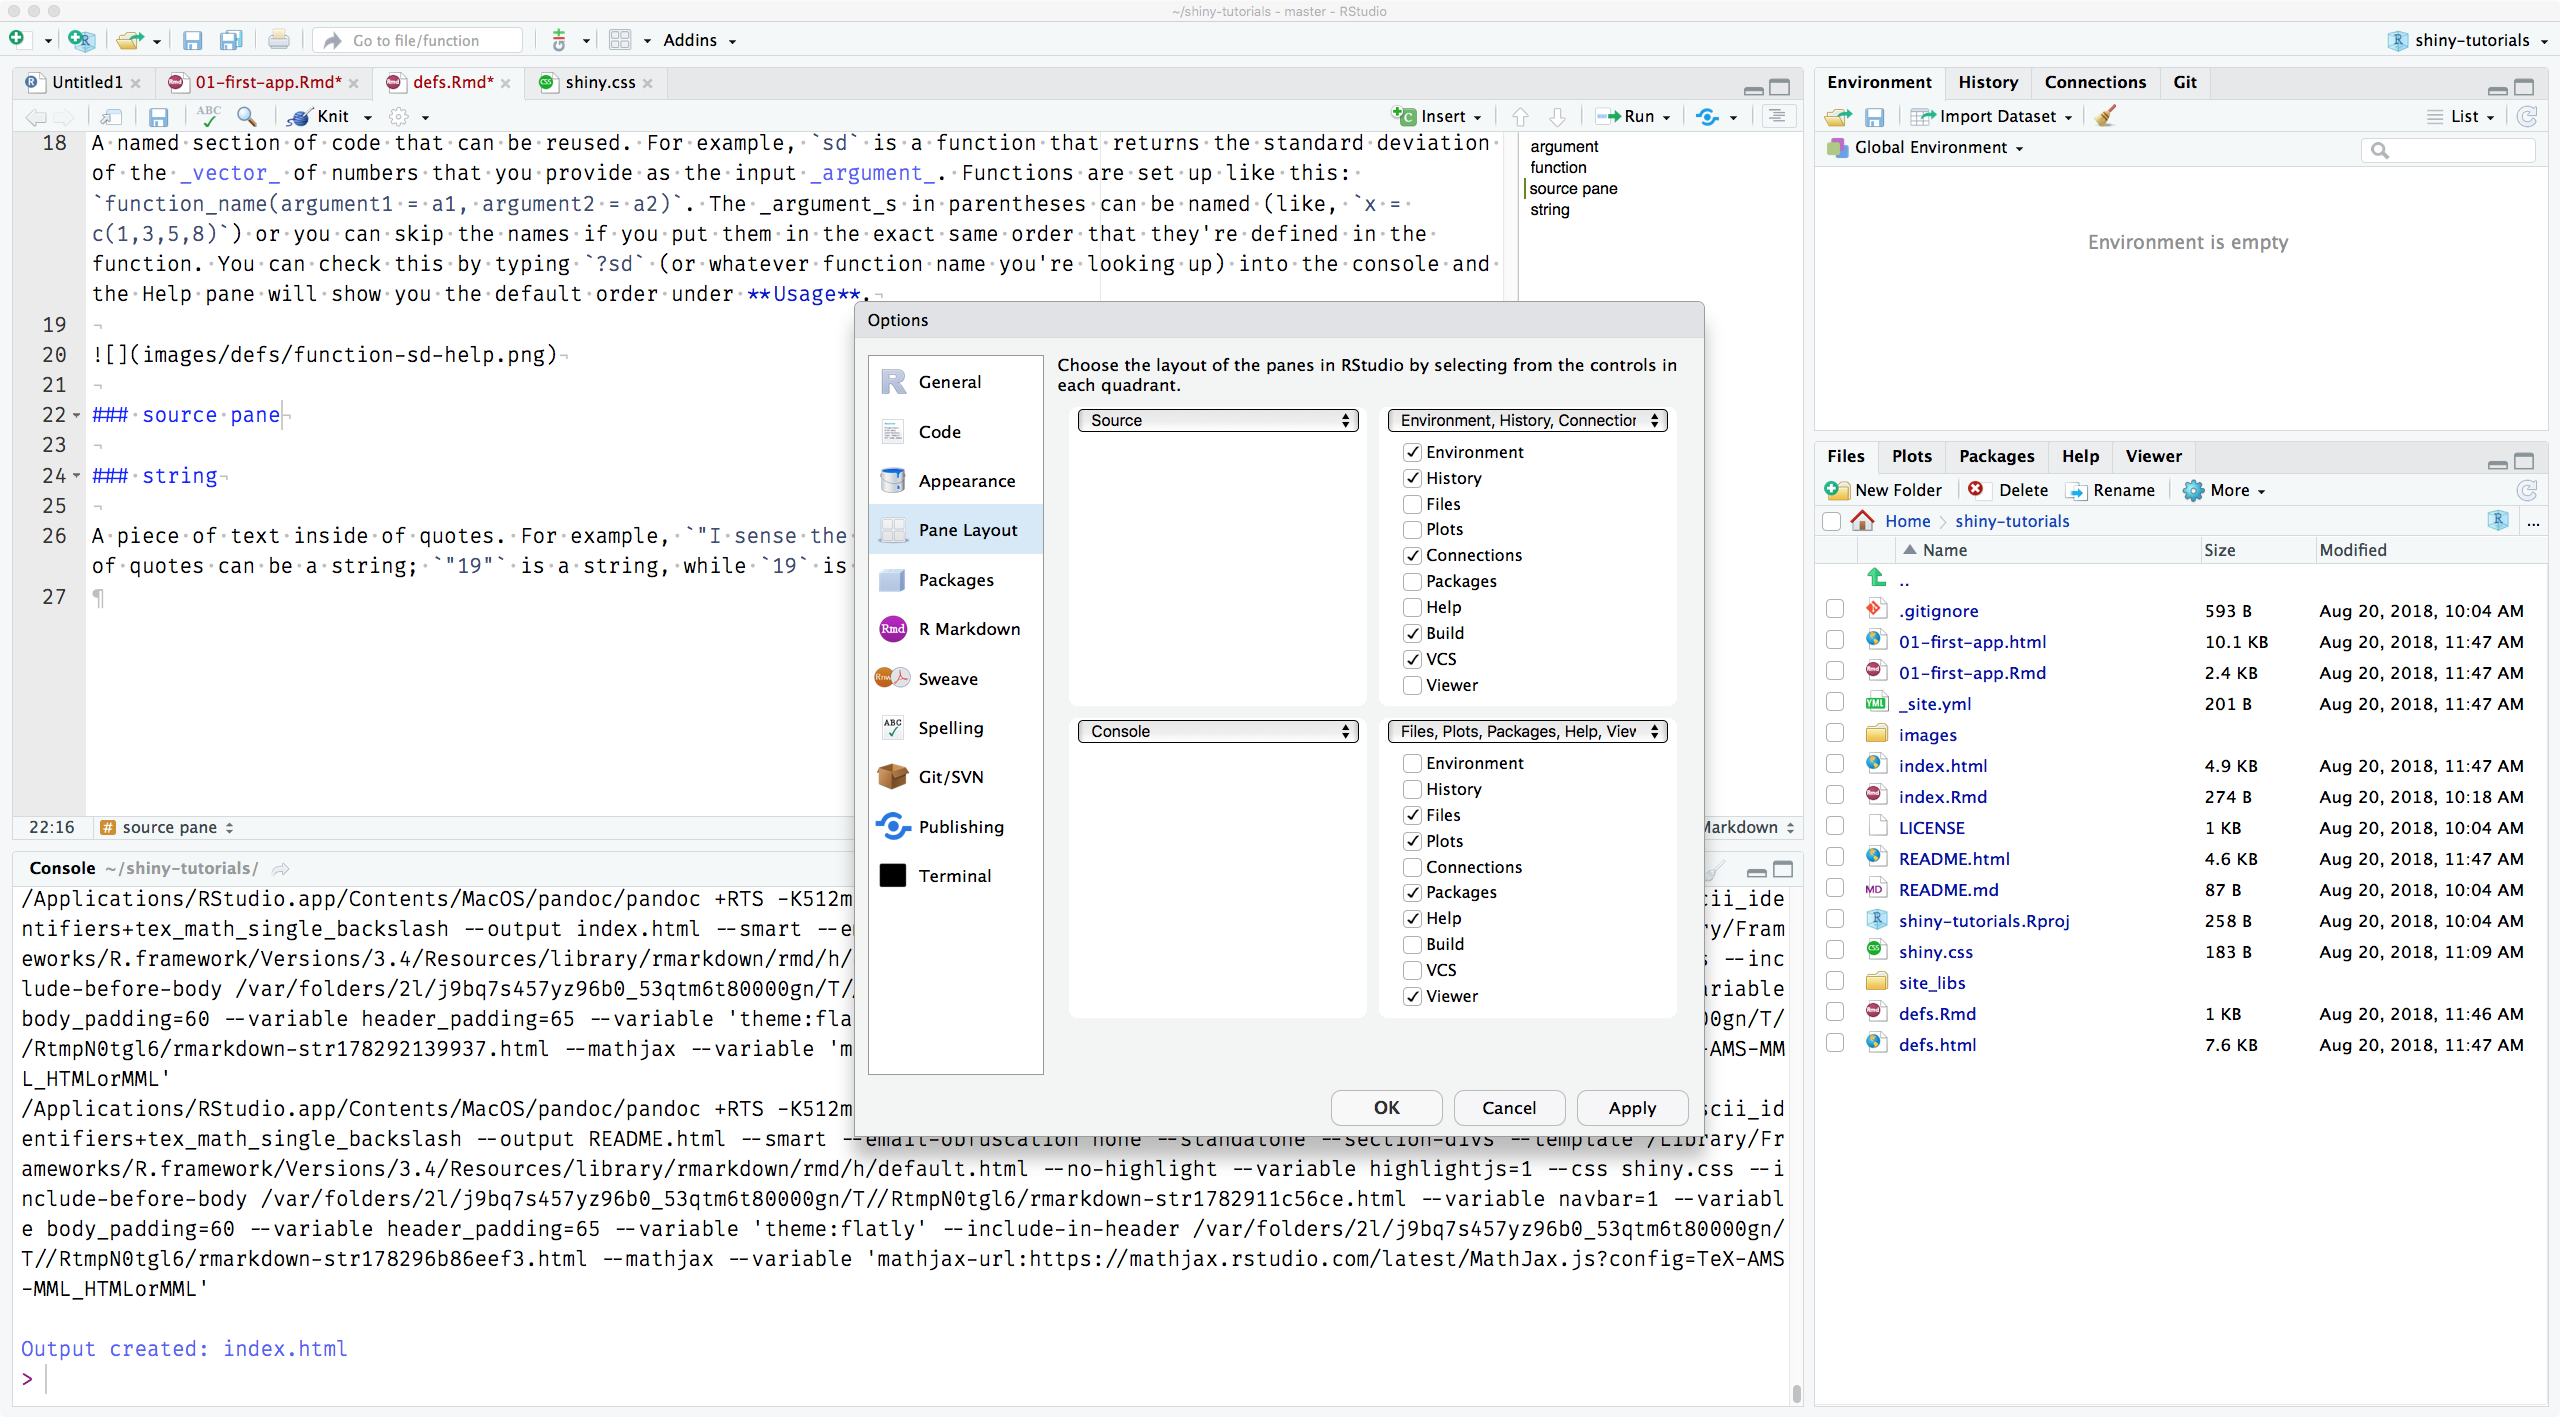 ~/shiny-tutorials - master - RStudio
Go to file/function
Addins
shiny-tutorials
Untitled1
01-first-app.Rmd*
defs.Rmd*
shiny.css
ABC
Knit
Insert
Run
18 A named section of code that can be reused. For example, `sd` is a function that returns the standard deviation
of the _vector_ of numbers that you provide as the input _argument_. Functions are set up like this:
`function_name(argument1 = a1, argument2 = a2)`. The _argument_s in parentheses can be named (like, `x =
c(1,3,5,8)`) or you can skip the names if you put them in the exact same order that they're defined in the
function. You can check this by typing `?sd` (or whatever function name you're looking up) into the console and
the Help pane will show you the default order under **Usage**.
19
20 ![](images/defs/function-sd-help.png)
21
22 ### source pane
23
24 ### string
25
26 A piece of text inside of quotes. For example, `"I sense the
of quotes can be a string; `"19"` is a string, while `19` is
27
argument
function
source pane
string
22:16 # source pane
Markdown
Console ~/shiny-tutorials/
/Applications/RStudio.app/Contents/MacOS/pandoc/pandoc +RTS -K512m cii_ide
ntifiers+tex_math_single_backslash --output index.html --smart --e y/Fram
eworks/R.framework/Versions/3.4/Resources/library/rmarkdown/rmd/h/ --inc
lude-before-body /var/folders/2l/j9bq7s457yz96b0_53qtm6t80000gn/T/ riable
body_padding=60 --variable header_padding=65 --variable 'theme:fla 0gn/T/
/RtmpN0tgl6/rmarkdown-str178292139937.html --mathjax --variable 'm -AMS-MM
L_HTMLorMML'
/Applications/RStudio.app/Contents/MacOS/pandoc/pandoc +RTS -K512m cii_id
entifiers+tex_math_single_backslash --output README.html --smart --email-obfuscation none --standalone --section-divs --template /Library/Fr
ameworks/R.framework/Versions/3.4/Resources/library/rmarkdown/rmd/h/default.html --no-highlight --variable highlightjs=1 --css shiny.css --i
nclude-before-body /var/folders/2l/j9bq7s457yz96b0_53qtm6t80000gn/T//RtmpN0tgl6/rmarkdown-str1782911c56ce.html --variable navbar=1 --variabl
e body_padding=60 --variable header_padding=65 --variable 'theme:flatly' --include-in-header /var/folders/2l/j9bq7s457yz96b0_53qtm6t80000gn/
T//RtmpN0tgl6/rmarkdown-str178296b86eef3.html --mathjax --variable 'mathjax-url:https://mathjax.rstudio.com/latest/MathJax.js?config=TeX-AMS
-MML_HTMLorMML'
Output created: index.html
>
Options
General
Code
Appearance
Pane Layout
Packages
Rmd R Markdown
Sweave
ABC Spelling
Git/SVN
Publishing
Terminal
Choose the layout of the panes in RStudio by selecting from the controls in
each quadrant.
Source
Environment, History, Connection
Environment
History
Files
Plots
Connections
Packages
Help
Build
VCS
Viewer
Console
Files, Plots, Packages, Help, View
Environment
History
Files
Plots
Connections
Packages
Help
Build
VCS
Viewer
OK
Cancel
Apply
Environment
History
Connections
Git
Import Dataset
List
Global Environment
Environment is empty
Files
Plots
Packages
Help
Viewer
New Folder
Delete
Rename
More
Home
shiny-tutorials
...
Name Size Modified
..
.gitignore 593 B Aug 20, 2018, 10:04 AM
01-first-app.html 10.1 KB Aug 20, 2018, 11:47 AM
01-first-app.Rmd 2.4 KB Aug 20, 2018, 11:47 AM
_site.yml 201 B Aug 20, 2018, 11:47 AM
images
index.html 4.9 KB Aug 20, 2018, 11:47 AM
index.Rmd 274 B Aug 20, 2018, 10:18 AM
LICENSE 1 KB Aug 20, 2018, 10:04 AM
README.html 4.6 KB Aug 20, 2018, 11:47 AM
README.md 87 B Aug 20, 2018, 10:04 AM
shiny-tutorials.Rproj 258 B Aug 20, 2018, 10:04 AM
shiny.css 183 B Aug 20, 2018, 11:09 AM
site_libs
defs.Rmd 1 KB Aug 20, 2018, 11:46 AM
defs.html 7.6 KB Aug 20, 2018, 11:47 AM